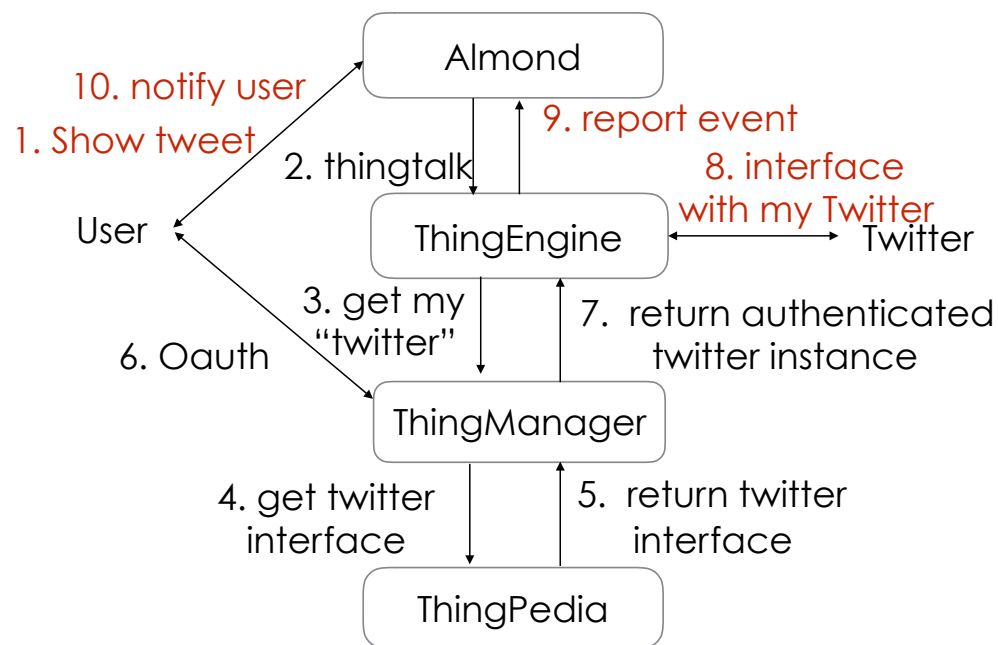 Almond
10. notify user
1. Show tweet
9. report event
2. thingtalk
8. interface
with my Twitter
User
ThingEngine
Twitter
3. get my
“twitter”
7. return authenticated
twitter instance
6. Oauth
ThingManager
4. get twitter
interface
5. return twitter
interface
ThingPedia